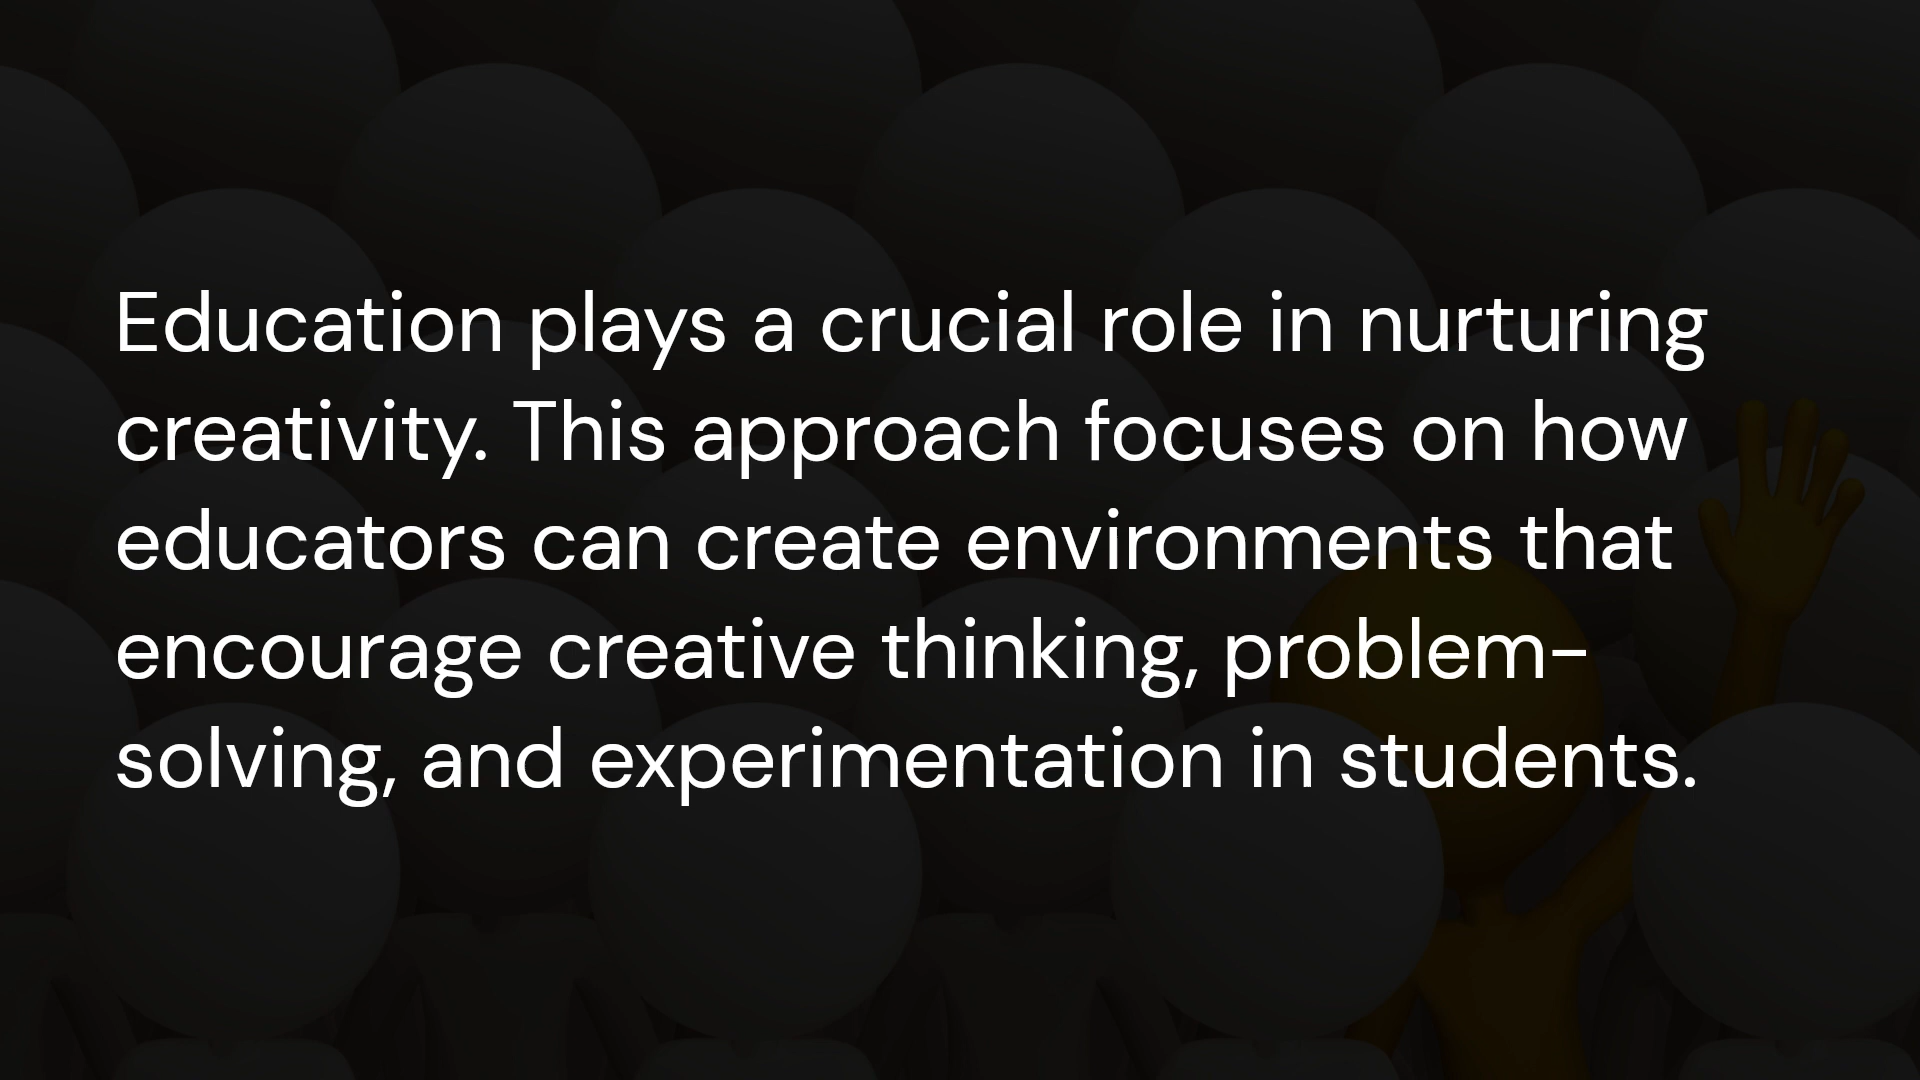 Education plays a crucial role in nurturing
creativity. This approach focuses on how
educators can create environments that
encourage creative thinking, problem-
solving, and experimentation in students.